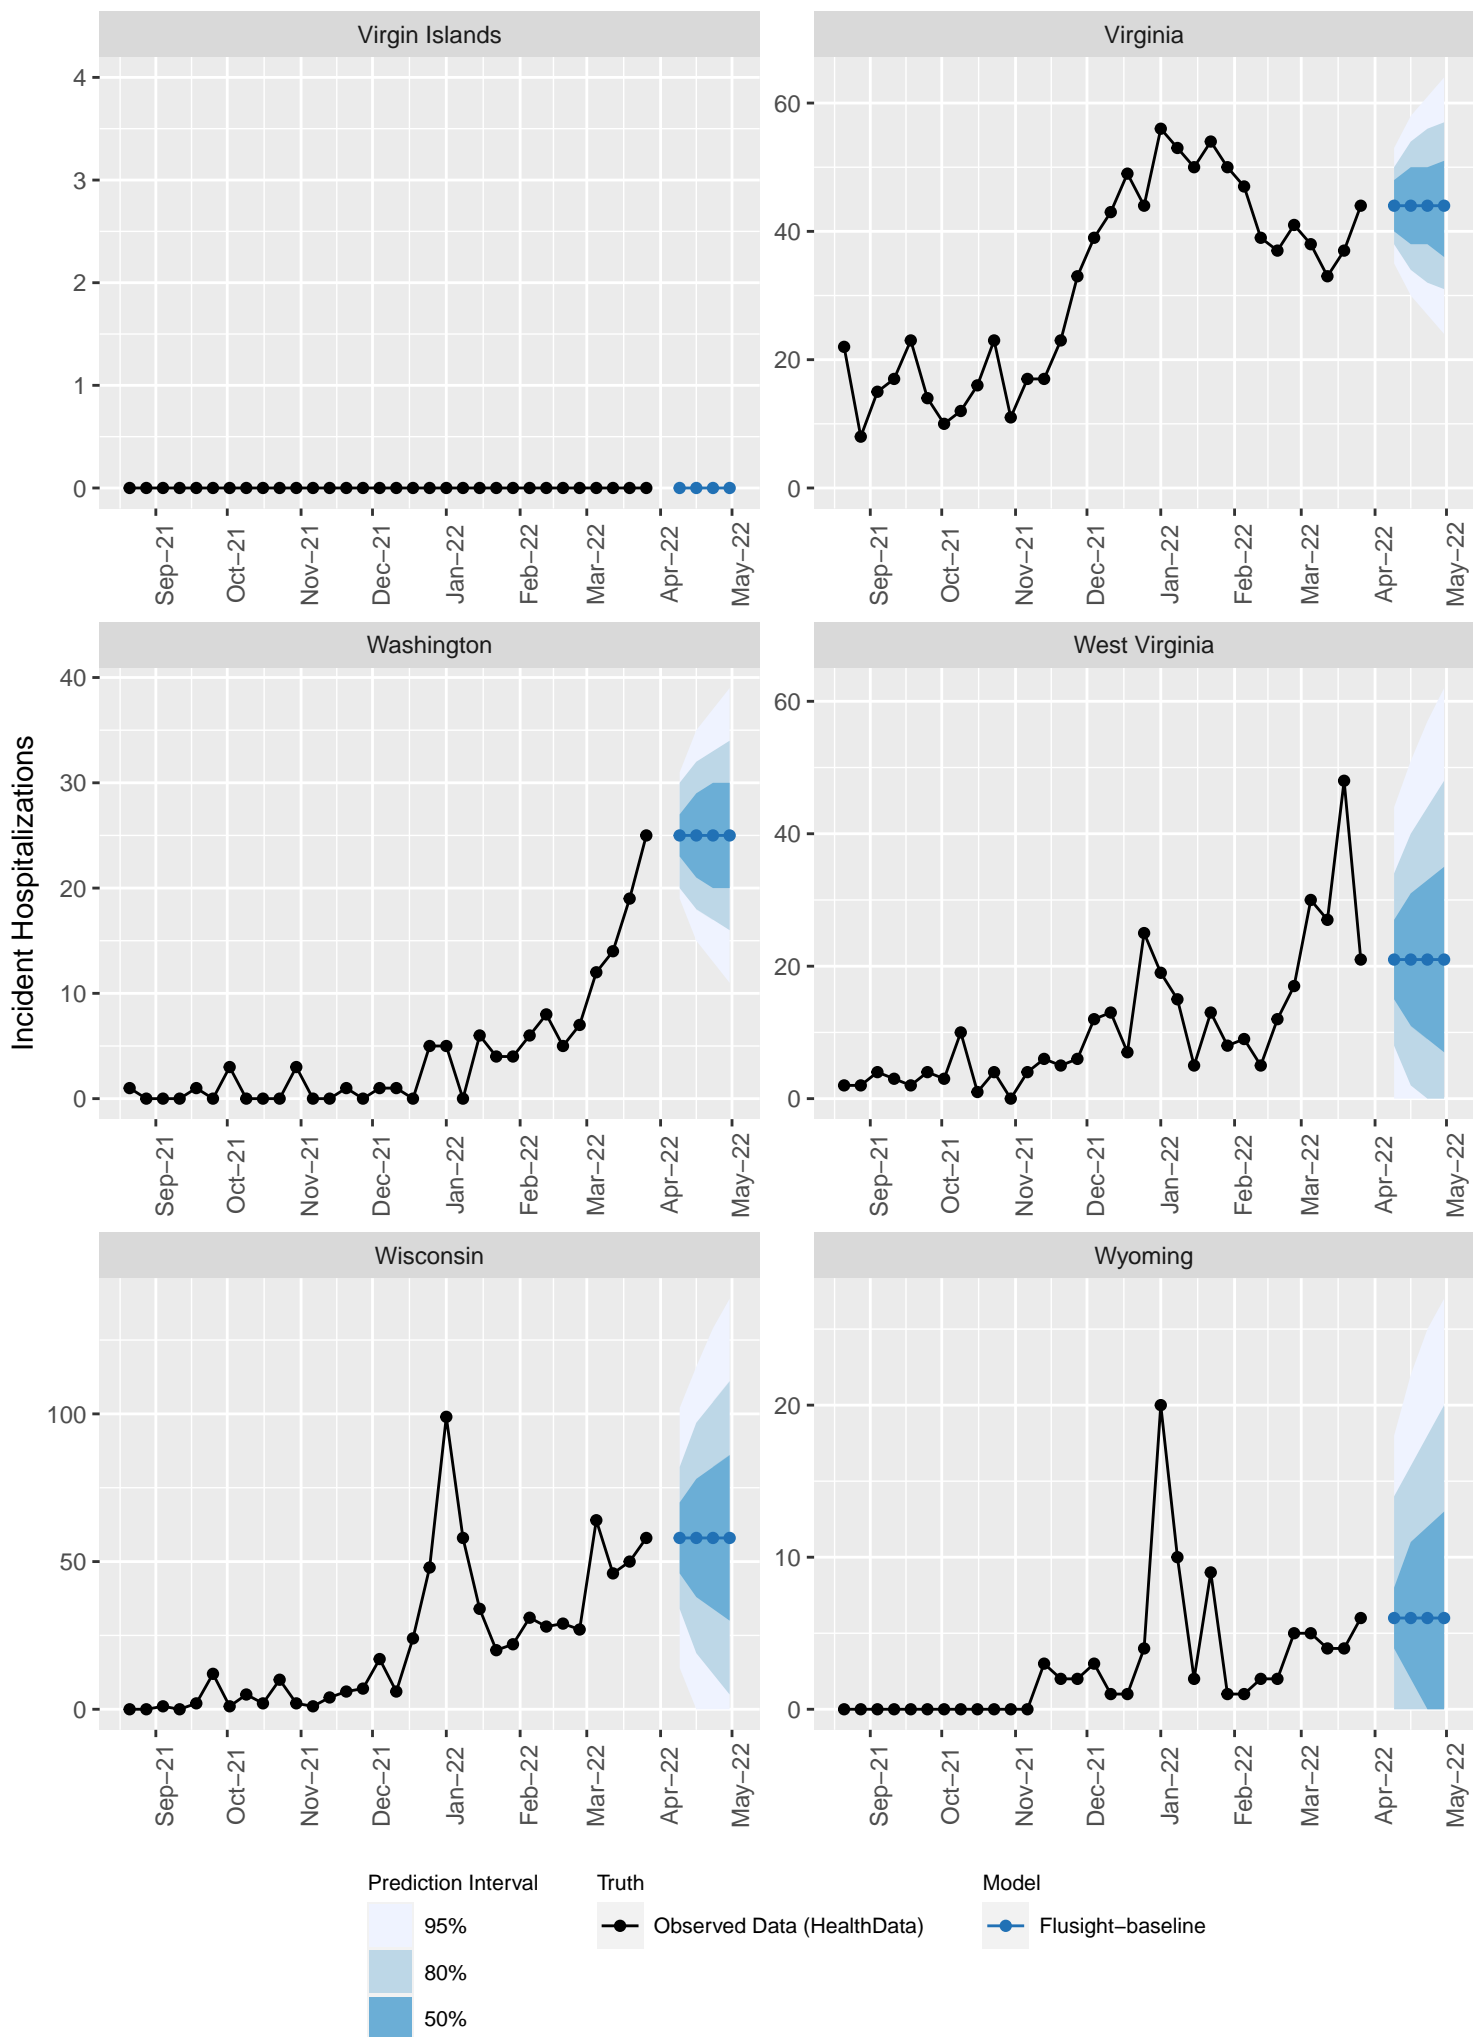 Virgin Islands
Virginia
4
3
2
1
0
60
40
20
0
Sep−21
Oct−21
Nov−21
Dec−21
Jan−22
Feb−22
Mar−22
Apr−22
May−22
Sep−21
Oct−21
Nov−21
Dec−21
Jan−22
Feb−22
Mar−22
Apr−22
May−22
Washington
West Virginia
Incident Hospitalizations
40
30
20
10
0
60
40
20
0
Sep−21
Oct−21
Nov−21
Dec−21
Jan−22
Feb−22
Mar−22
Apr−22
May−22
Sep−21
Oct−21
Nov−21
Dec−21
Jan−22
Feb−22
Mar−22
Apr−22
May−22
Wisconsin
Wyoming
100
50
0
20
10
0
Sep−21
Oct−21
Nov−21
Dec−21
Jan−22
Feb−22
Mar−22
Apr−22
May−22
Sep−21
Oct−21
Nov−21
Dec−21
Jan−22
Feb−22
Mar−22
Apr−22
May−22
Prediction Interval
95%
80%
50%
Truth
Observed Data (HealthData)
Model
Flusight−baseline